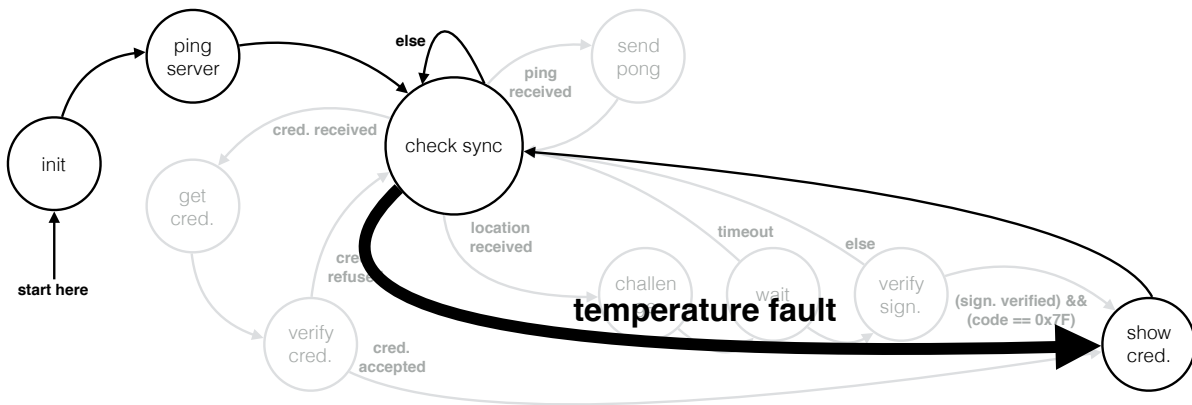 ping
server
else
send
pong
ping
received
init
check sync
cred. received
get
cred.
start here
location
received
timeout
else
refuse
challen
wait
verify
sign.
temperature fault
(sign. verified) &&
(code == 0x7F)
verify
cred.
cred.
accepted
show
cred.